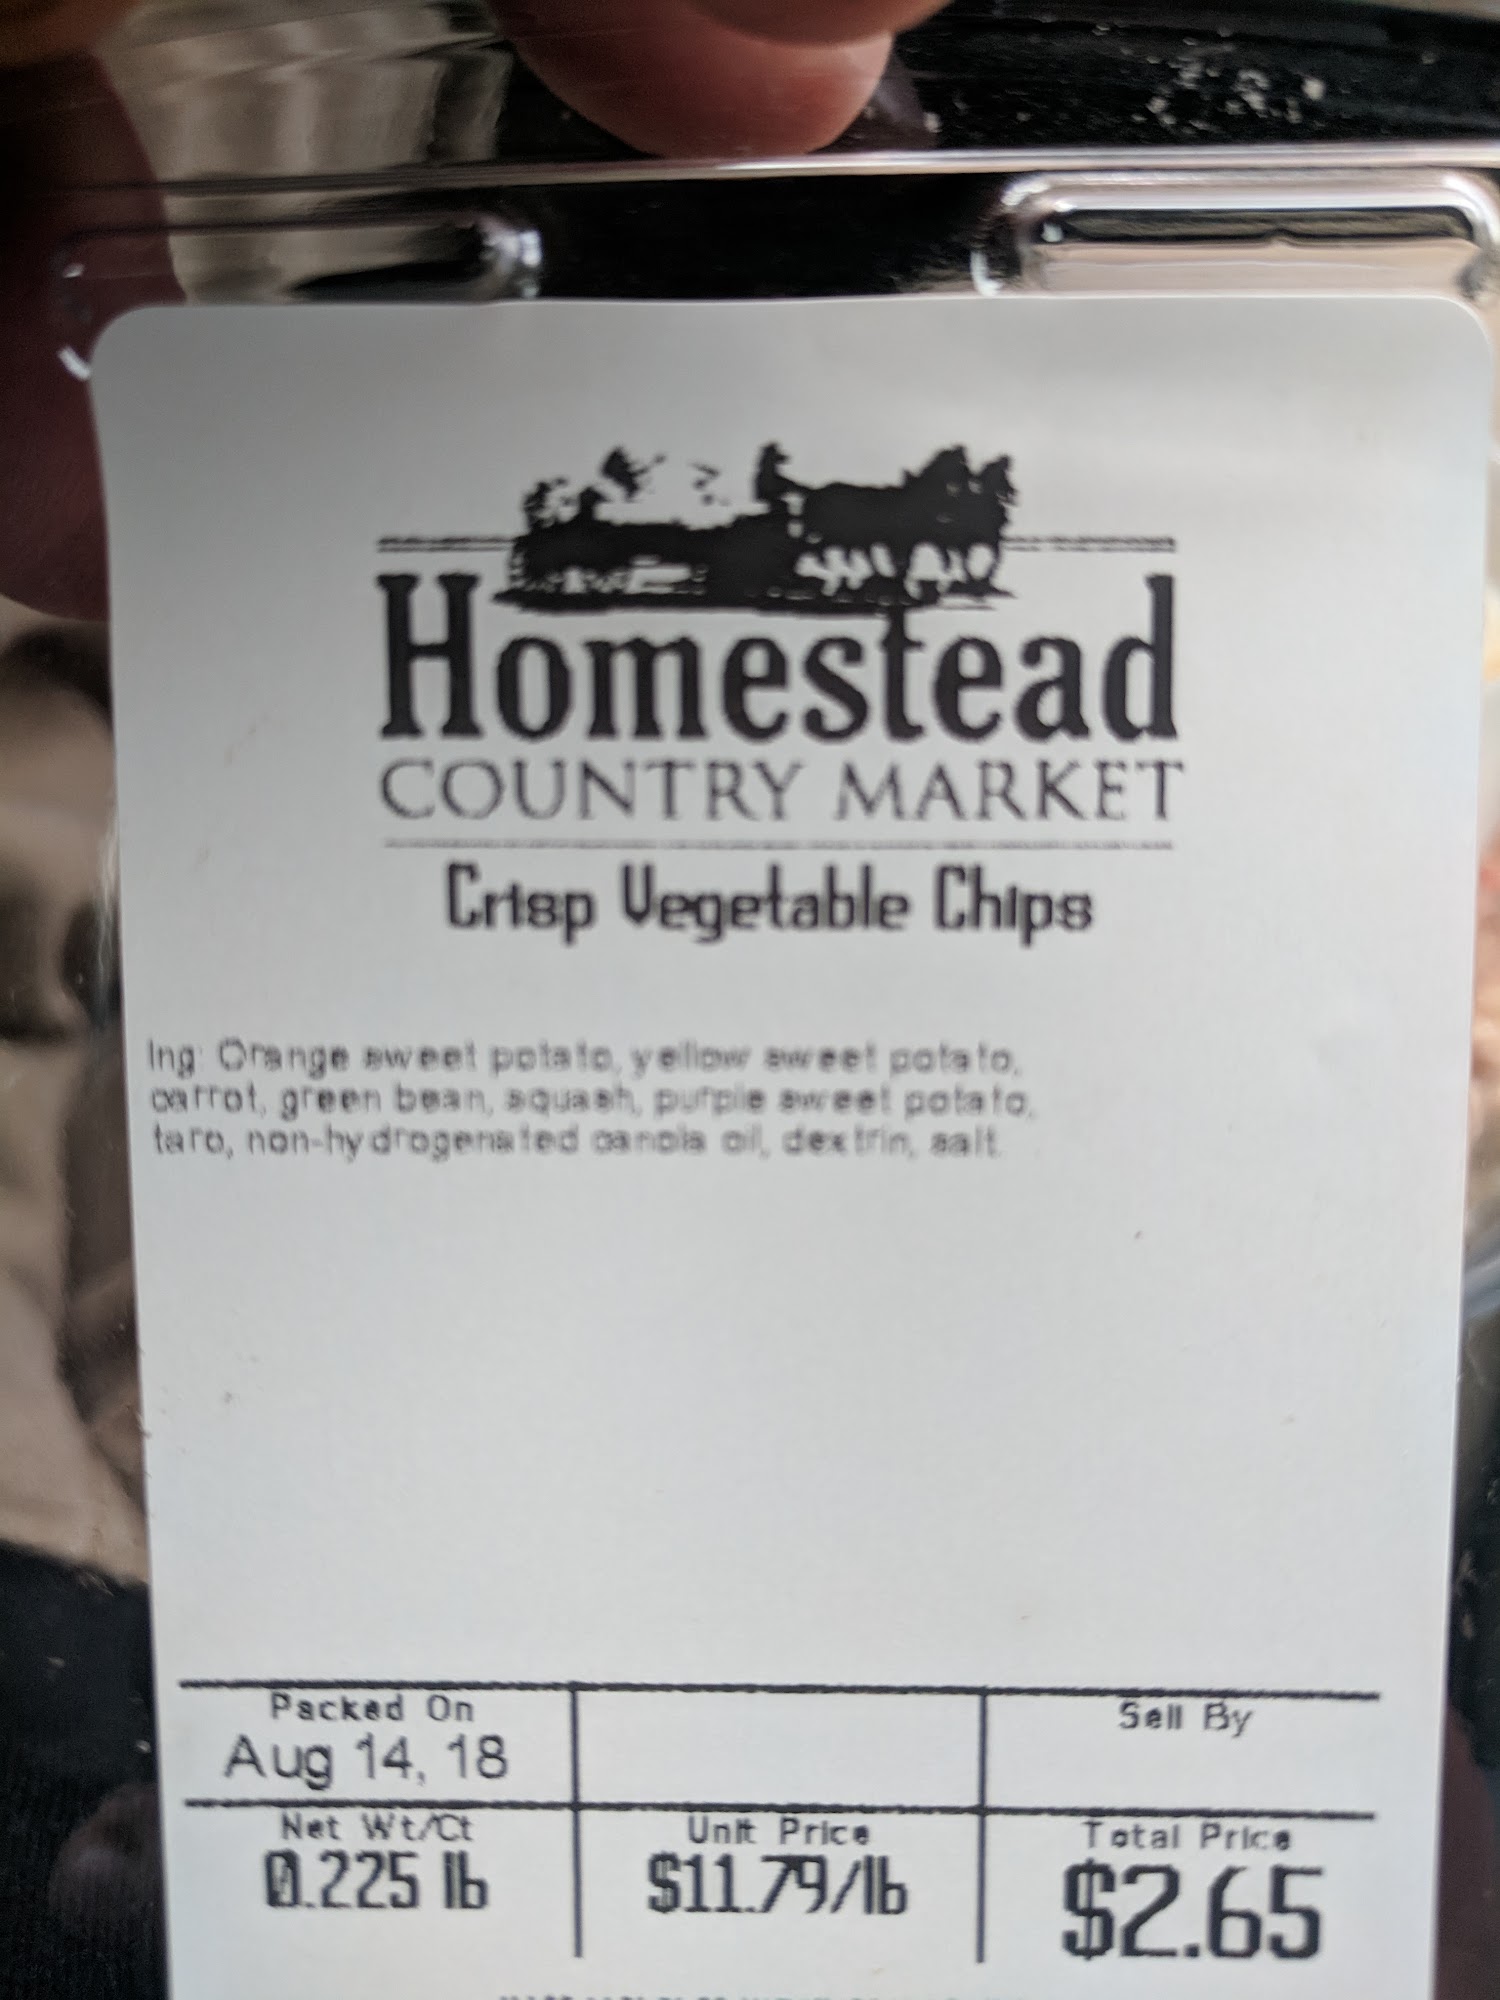 Homestead
COUNTRY MARKET
Crisp Vegetable Chips
Ing: Orange sweet potato, yellow sweet potato,
carrot, green bean, squash, purple sweet potato,
taro, non-hydrogenated canola oil, dextrin, salt.
Packed On
Aug 14, 18
Sell By
Net Wt/Ct
0.225 lb
Unit Price
$11.79/lb
Total Price
$2.65